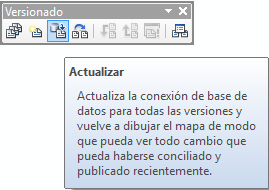 Versionado
Actualizar
Actualiza la conexión de base de
datos para todas las versiones y
vuelve a dibujar el mapa de modo
que pueda ver todo cambio que
pueda haberse conciliado y
publicado recientemente.